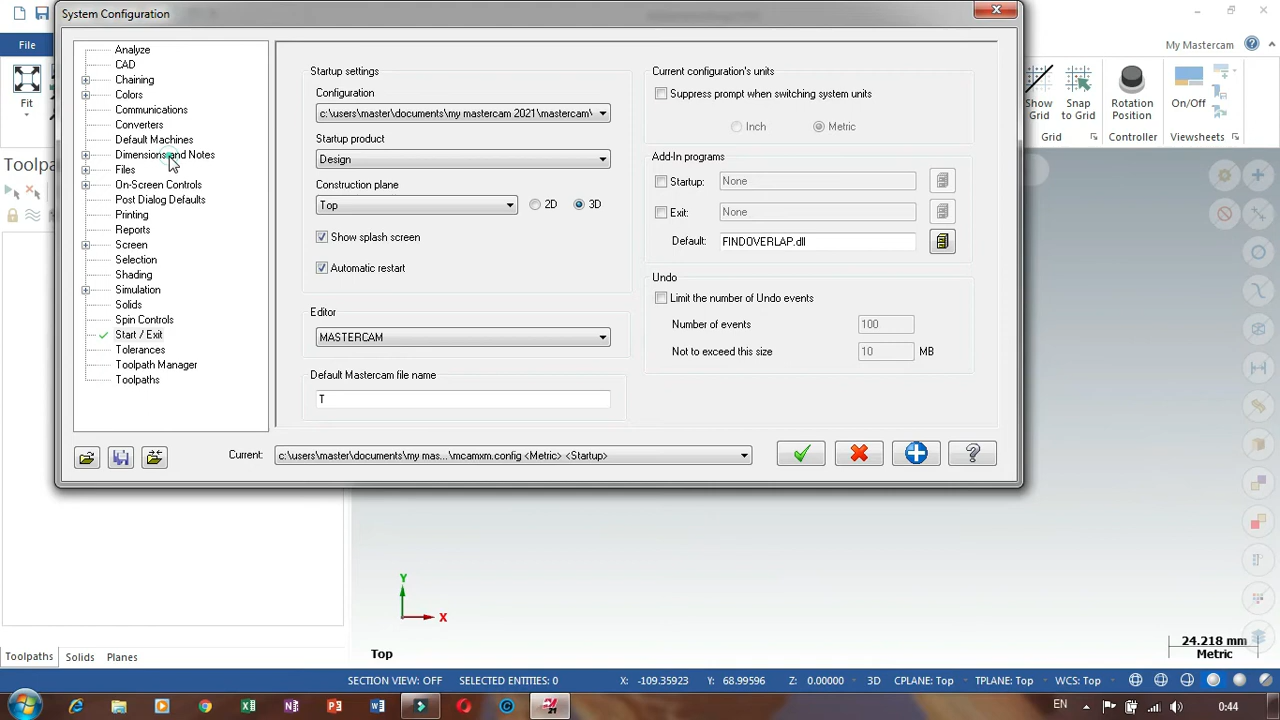 System Configuration
File
My Mastercam
Fit
Show Grid
Snap to Grid
Rotation Position
On/Off
Grid
Controller
Viewsheets
Toolpaths
Analyze
CAD
Chaining
Colors
Communications
Converters
Default Machines
Dimensions and Notes
Files
On-Screen Controls
Post Dialog Defaults
Printing
Reports
Screen
Selection
Shading
Simulation
Solids
Spin Controls
Start / Exit
Tolerances
Toolpath Manager
Toolpaths
Startup settings
Configuration
c:\users\master\documents\my mastercam 2021\mastercam\
Startup product
Design
Construction plane
Top
2D
3D
Show splash screen
Automatic restart
Editor
MASTERCAM
Default Mastercam file name
T
Current configuration's units
Suppress prompt when switching system units
Inch
Metric
Add-In programs
Startup: None
Exit: None
Default: FINDOVERLAP.dll
Undo
Limit the number of Undo events
Number of events 100
Not to exceed this size 10 MB
Current: c:\users\master\documents\my mas...\mcamxm.config <Metric> <Startup>
Y
X
Top
24.218 mm
Metric
Toolpaths Solids Planes
SECTION VIEW: OFF SELECTED ENTITIES: 0 X: -109.35923 Y: 68.99596 Z: 0.00000 3D CPLANE: Top TPLANE: Top WCS: Top
EN 0:44